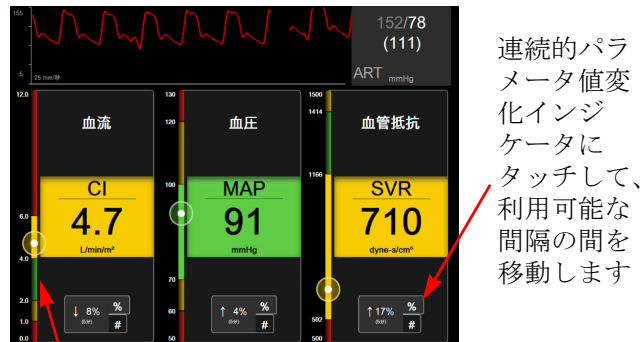 155
-5
25 mm/秒
152/78
(111)
ART mmHg
連続的パラ
メータ値変
化インジ
ケータに
タッチして、
利用可能な
間隔の間を
移動します
12.0
6.0
4.0
2.0
1.0
0.0
血流
CI
4.7
L/min/m²
↓ 8%
%
#
130
120
100
70
60
50
血圧
MAP
91
mmHg
↑ 4%
%
#
1500
1414
1166
592
500
血管抵抗
SVR
710
dyne-s/cm⁵
↑ 17%
%
#